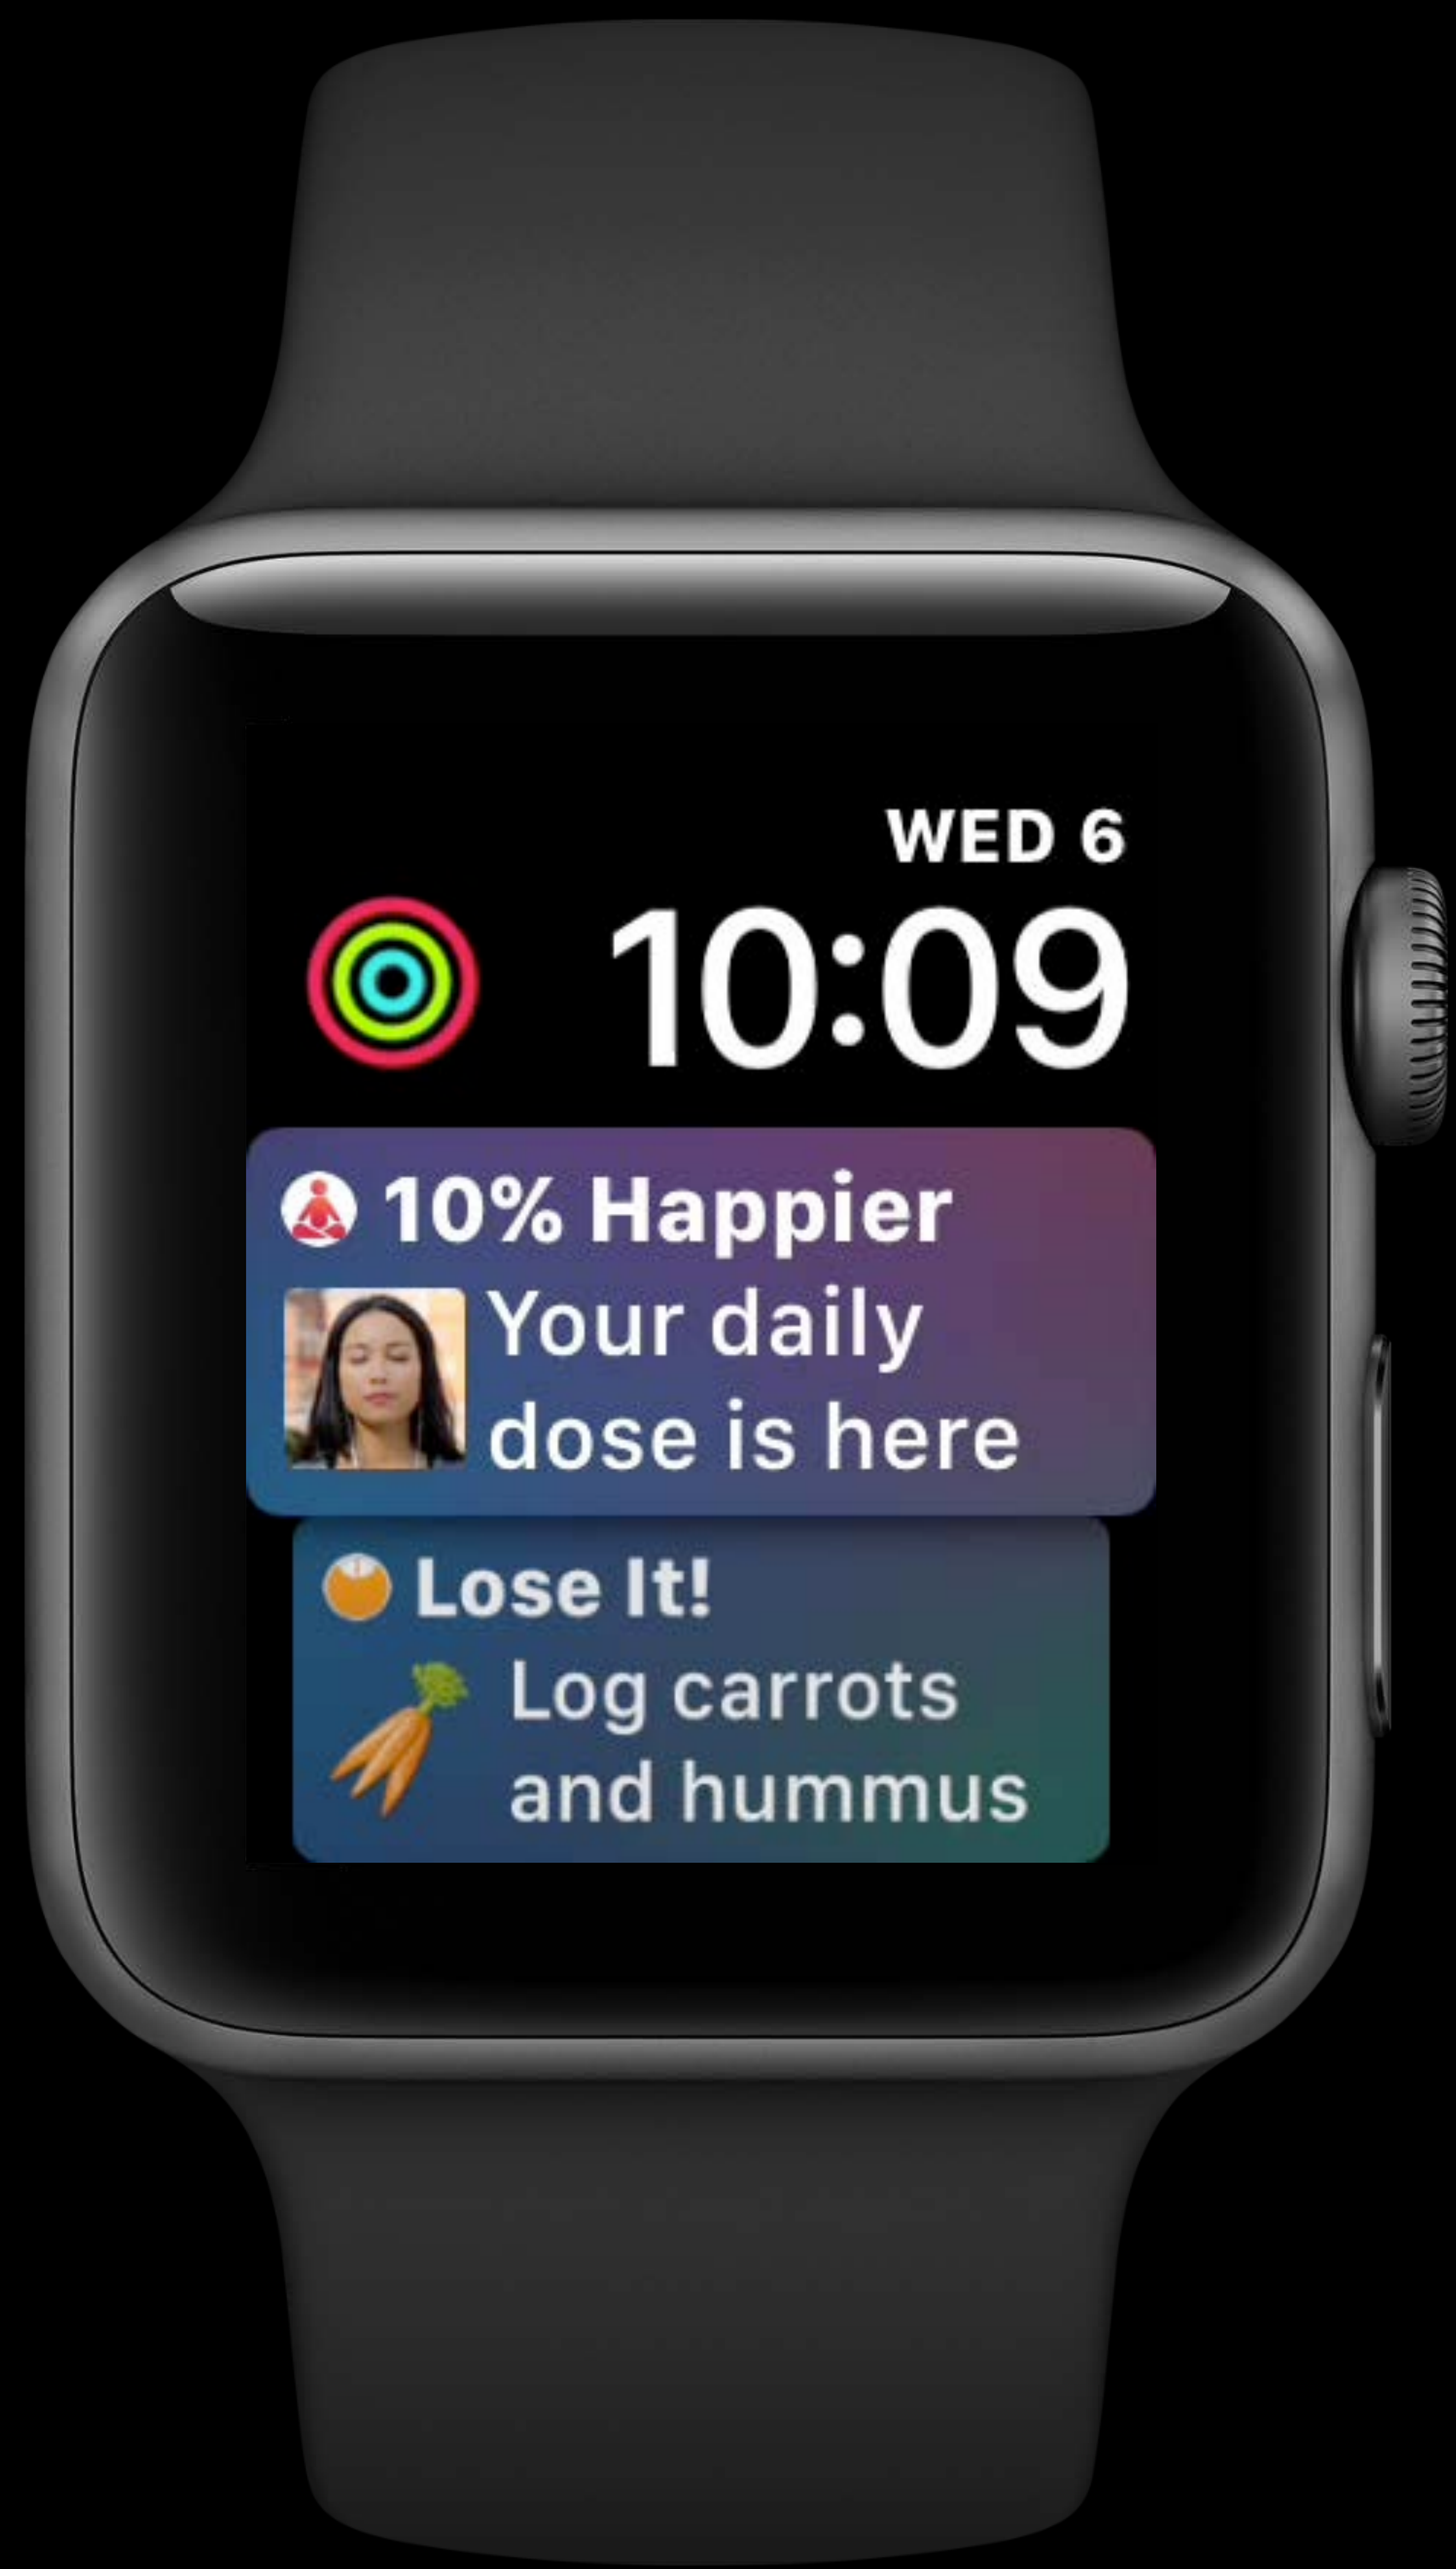 WED 6
10:09
10% Happier
Your daily
dose is here
Lose It!
Log carrots
and hummus